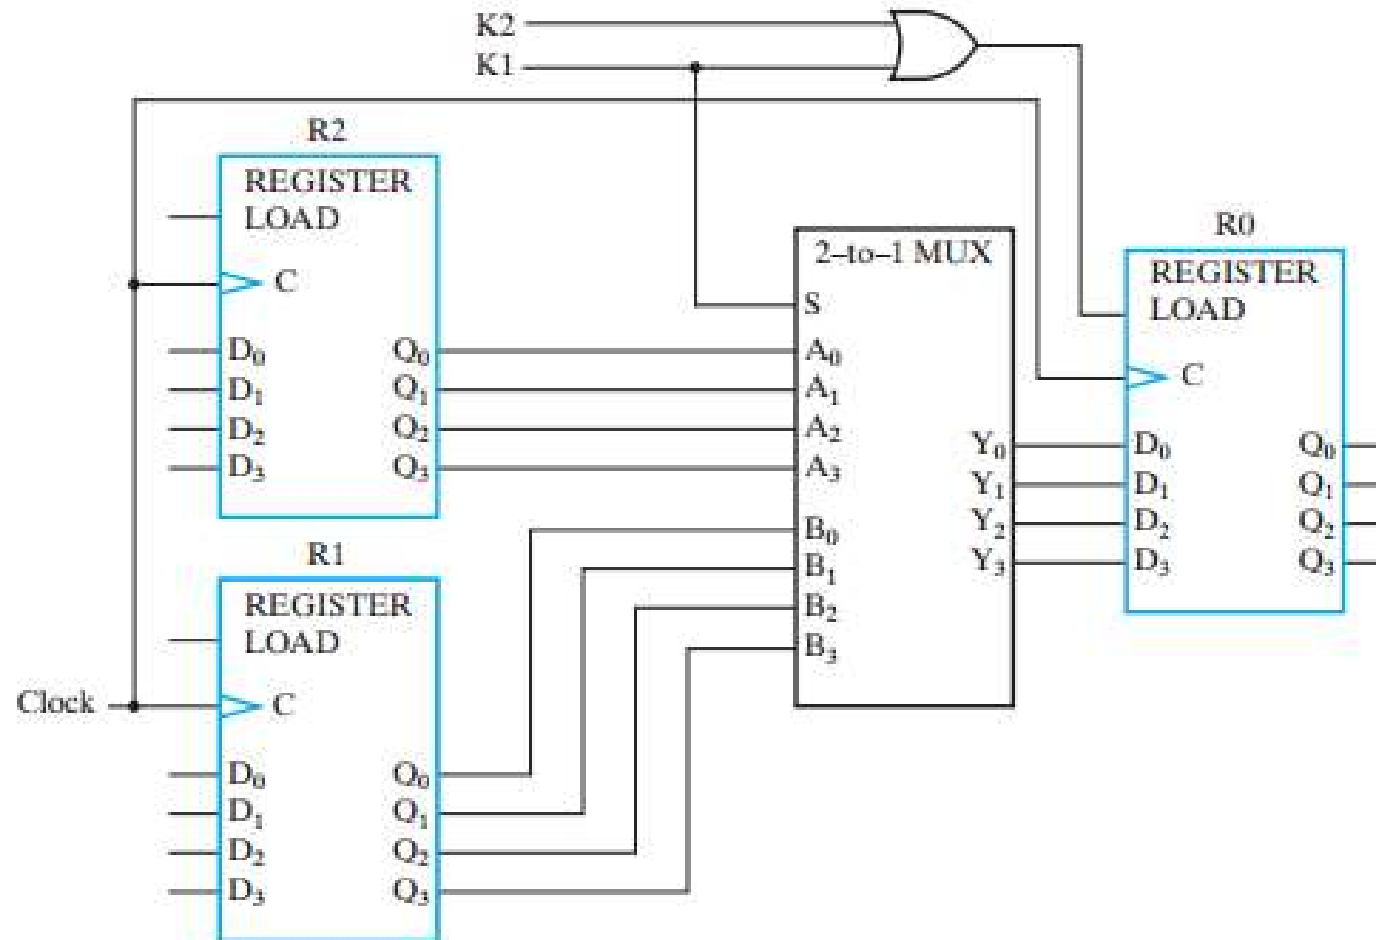 K2
K1
R2
REGISTER
LOAD
C
D₀ Q₀
D₁ Q₁
D₂ Q₂
D₃ Q₃
R1
REGISTER
LOAD
Clock
C
D₀ Q₀
D₁ Q₁
D₂ Q₂
D₃ Q₃
2–to–1 MUX
S
A₀
A₁
A₂
A₃
B₀
B₁
B₂
B₃
Y₀
Y₁
Y₂
Y₃
R0
REGISTER
LOAD
C
D₀ Q₀
D₁ Q₁
D₂ Q₂
D₃ Q₃